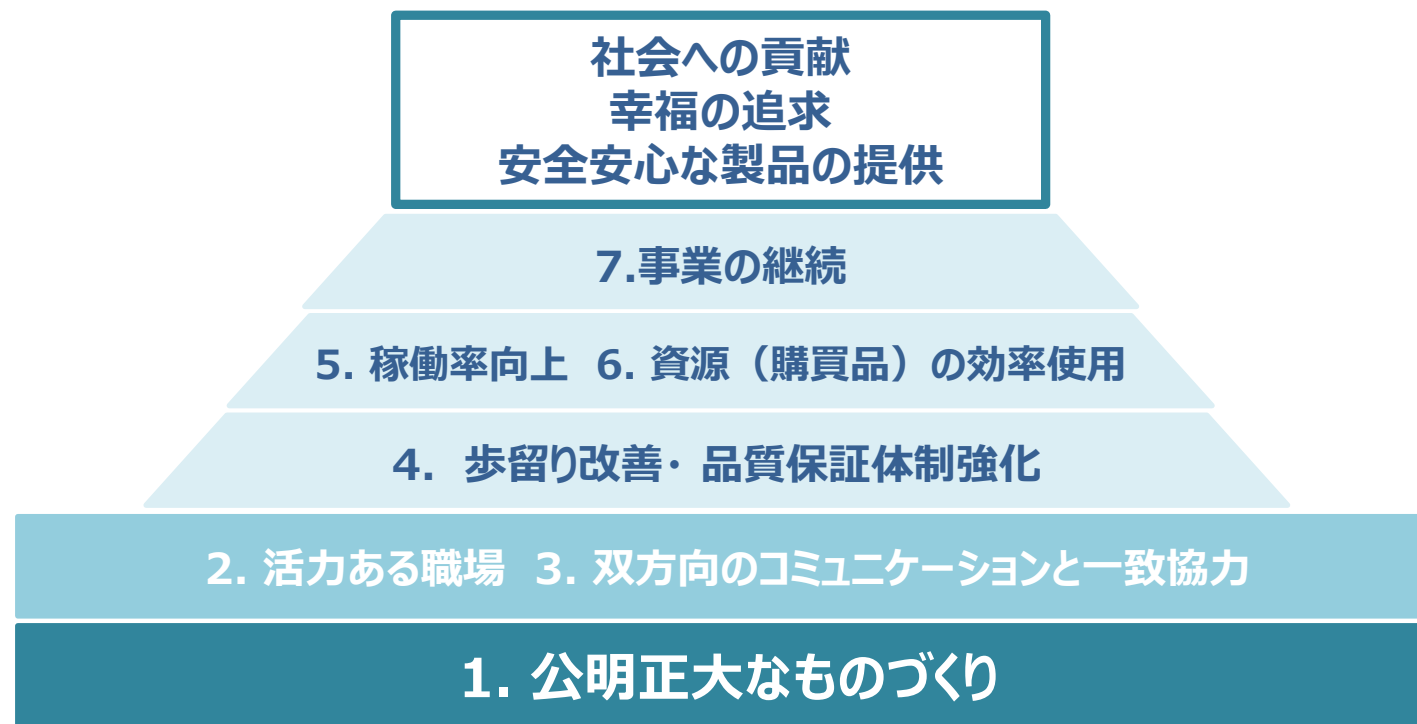 社会への貢献
幸福の追求
安全安心な製品の提供
7.事業の継続
5. 稼働率向上 6. 資源（購買品）の効率使用
4. 歩留り改善・ 品質保証体制強化
2. 活力ある職場 3. 双方向のコミュニケーションと一致協力
1. 公明正大なものづくり